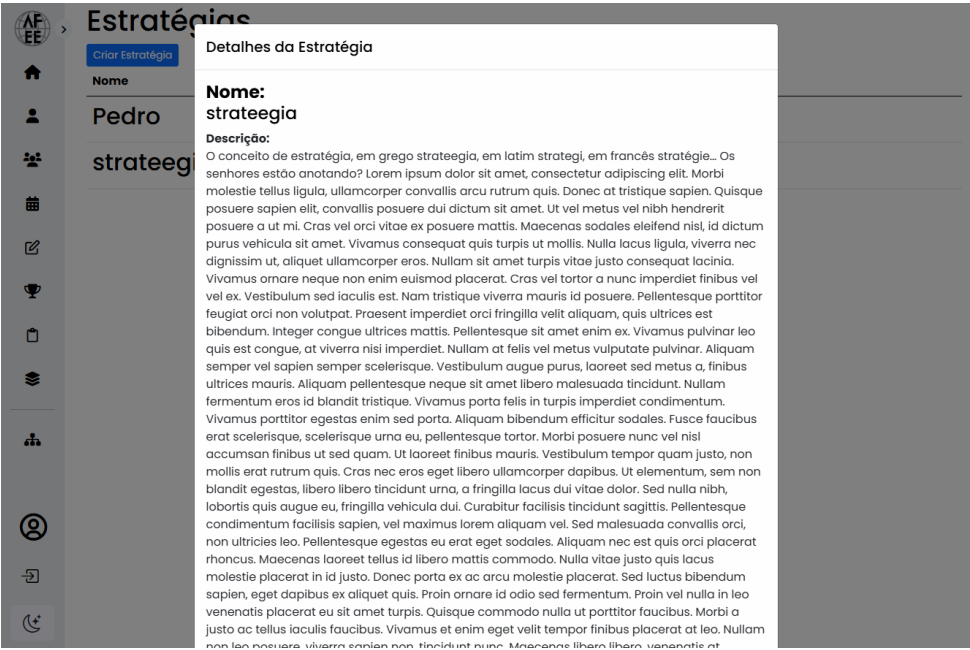 AF
EE
Estratégias
Criar Estratégia
Nome
Pedro
strateegi
Detalhes da Estratégia
Nome:
strateegia
Descrição:
O conceito de estratégia, em grego strateegia, em latim strategi, em francês stratégie... Os
senhores estão anotando? Lorem ipsum dolor sit amet, consectetur adipiscing elit. Morbi
molestie tellus ligula, ullamcorper convallis arcu rutrum quis. Donec at tristique sapien. Quisque
posuere sapien elit, convallis posuere dui dictum sit amet. Ut vel metus vel nibh hendrerit
posuere a ut mi. Cras vel orci vitae ex posuere mattis. Maecenas sodales eleifend nisl, id dictum
purus vehicula sit amet. Vivamus consequat quis turpis ut mollis. Nulla lacus ligula, viverra nec
dignissim ut, aliquet ullamcorper eros. Nullam sit amet turpis vitae justo consequat lacinia.
Vivamus ornare neque non enim euismod placerat. Cras vel tortor a nunc imperdiet finibus vel
vel ex. Vestibulum sed iaculis est. Nam tristique viverra mauris id posuere. Pellentesque porttitor
feugiat orci non volutpat. Praesent imperdiet orci fringilla velit aliquam, quis ultrices est
bibendum. Integer congue ultrices mattis. Pellentesque sit amet enim ex. Vivamus pulvinar leo
quis est congue, at viverra nisi imperdiet. Nullam at felis vel metus vulputate pulvinar. Aliquam
semper vel sapien semper scelerisque. Vestibulum augue purus, laoreet sed metus a, finibus
ultrices mauris. Aliquam pellentesque neque sit amet libero malesuada tincidunt. Nullam
fermentum eros id blandit tristique. Vivamus porta felis in turpis imperdiet condimentum.
Vivamus porttitor egestas enim sed porta. Aliquam bibendum efficitur sodales. Fusce faucibus
erat scelerisque, scelerisque urna eu, pellentesque tortor. Morbi posuere nunc vel nisl
accumsan finibus ut sed quam. Ut laoreet finibus mauris. Vestibulum tempor quam justo, non
mollis erat rutrum quis. Cras nec eros eget libero ullamcorper dapibus. Ut elementum, sem non
blandit egestas, libero libero tincidunt urna, a fringilla lacus dui vitae dolor. Sed nulla nibh,
lobortis quis augue eu, fringilla vehicula dui. Curabitur facilisis tincidunt sagittis. Pellentesque
condimentum facilisis sapien, vel maximus lorem aliquam vel. Sed malesuada convallis orci,
non ultricies leo. Pellentesque egestas eu erat eget sodales. Aliquam nec est quis orci placerat
rhoncus. Maecenas laoreet tellus id libero mattis commodo. Nulla vitae justo quis lacus
molestie placerat in id justo. Donec porta ex ac arcu molestie placerat. Sed luctus bibendum
sapien, eget dapibus ex aliquet quis. Proin ornare id odio sed fermentum. Proin vel nulla in leo
venenatis placerat eu sit amet turpis. Quisque commodo nulla ut porttitor faucibus. Morbi a
justo ac tellus iaculis faucibus. Vivamus et enim eget velit tempor finibus placerat at leo. Nullam
non leo posuere, viverra sapien non, tincidunt nunc. Maecenas libero libero, venenatis at